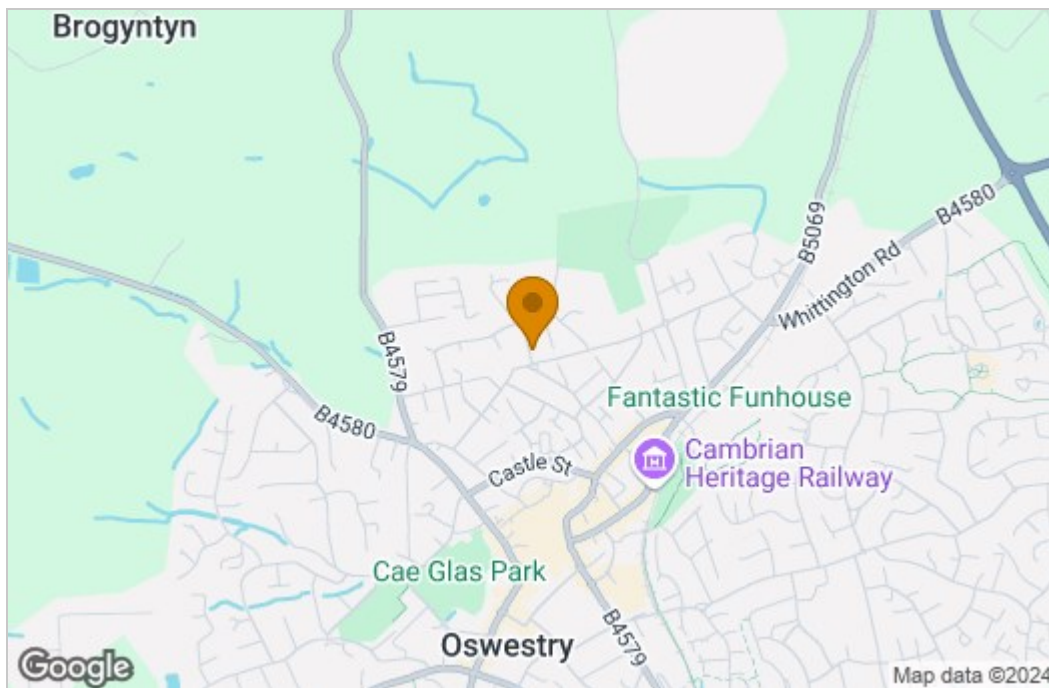 Brogyntyn
B5069
B4580
Whittington Rd
B4579
B4580
Fantastic Funhouse
Castle St
Cambrian
Heritage Railway
Cae Glas Park
Oswestry
B4579
Google
Map data ©2024